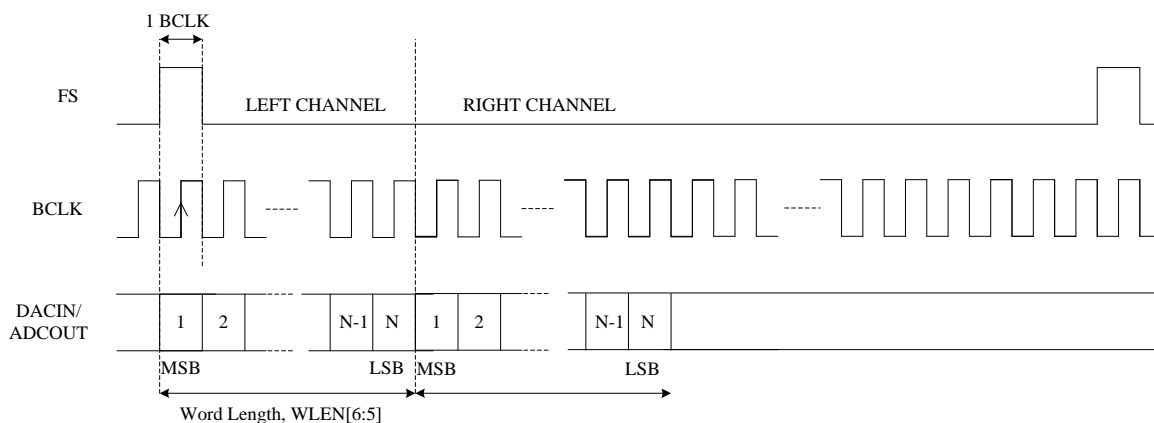 1 BCLK
FS
LEFT CHANNEL RIGHT CHANNEL
BCLK
DACIN/
ADCOUT
1 2 N-1 N 1 2 N-1 N
MSB LSB MSB LSB
Word Length, WLEN[6:5]